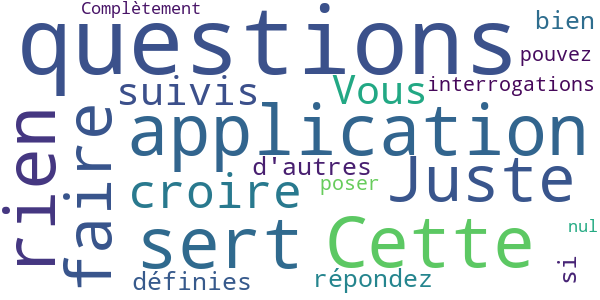 Complètement
questions
bien
pouvez
suivis
Vous
interrogations
rien
faire
application
d'autres
Juste
croire
poser
sert
Cette
nul
si
définies
répondez